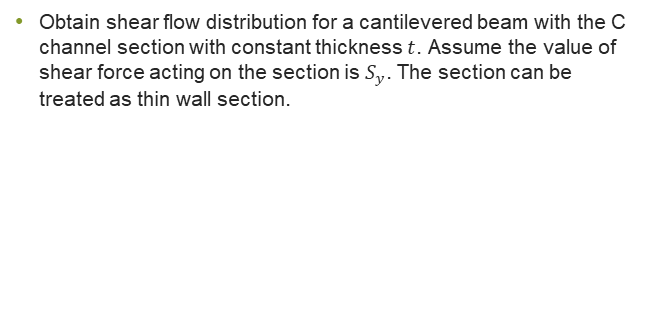 • Obtain shear flow distribution for a cantilevered beam with the C
channel section with constant thickness t. Assume the value of
shear force acting on the section is Sy. The section can be
treated as thin wall section.